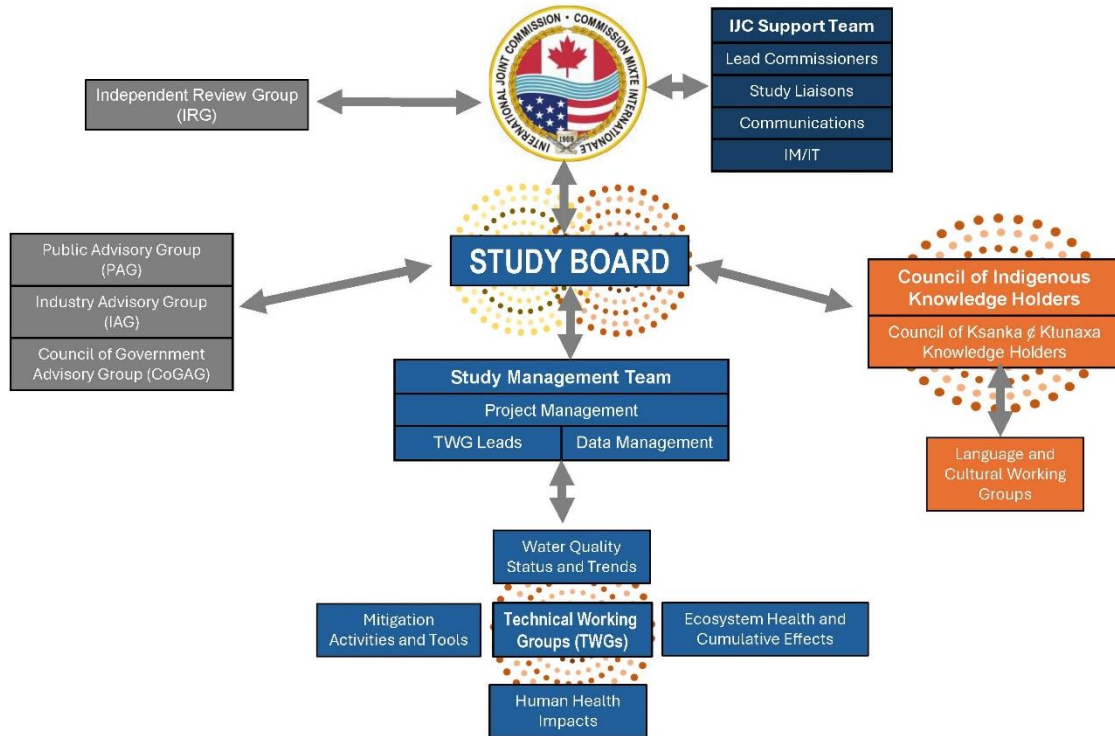 INTERNATIONAL JOINT COMMISSION • COMMISSION MIXTE INTERNATIONALE
1909
IJC Support Team
Lead Commissioners
Study Liaisons
Communications
IM/IT
Independent Review Group
(IRG)
STUDY BOARD
Public Advisory Group
(PAG)
Industry Advisory Group
(IAG)
Council of Government
Advisory Group (CoGAG)
Council of Indigenous
Knowledge Holders
Council of Ksanka ȼ Ktunaxa
Knowledge Holders
Language and
Cultural Working
Groups
Study Management Team
Project Management
TWG Leads
Data Management
Water Quality
Status and Trends
Mitigation
Activities and Tools
Technical Working
Groups (TWGs)
Ecosystem Health and
Cumulative Effects
Human Health
Impacts